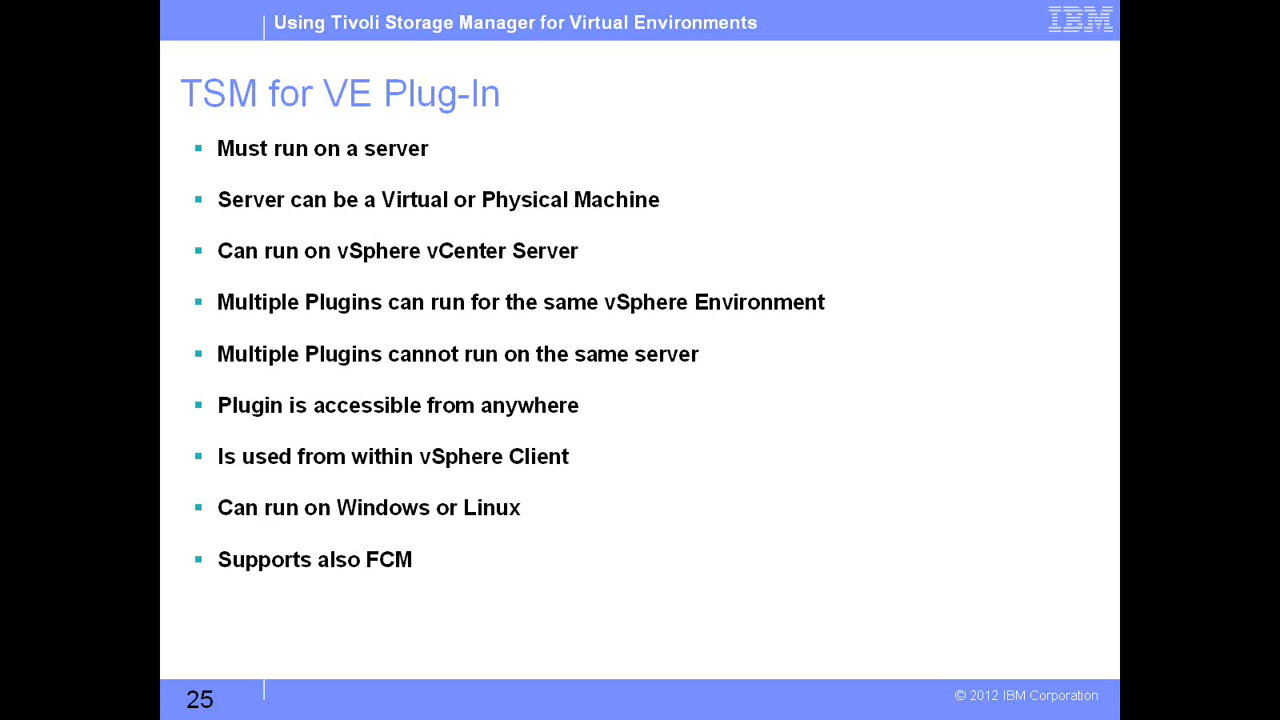 Using Tivoli Storage Manager for Virtual Environments
IBM
TSM for VE Plug-In
Must run on a server
Server can be a Virtual or Physical Machine
Can run on vSphere vCenter Server
Multiple Plugins can run for the same vSphere Environment
Multiple Plugins cannot run on the same server
Plugin is accessible from anywhere
Is used from within vSphere Client
Can run on Windows or Linux
Supports also FCM
25
© 2012 IBM Corporation